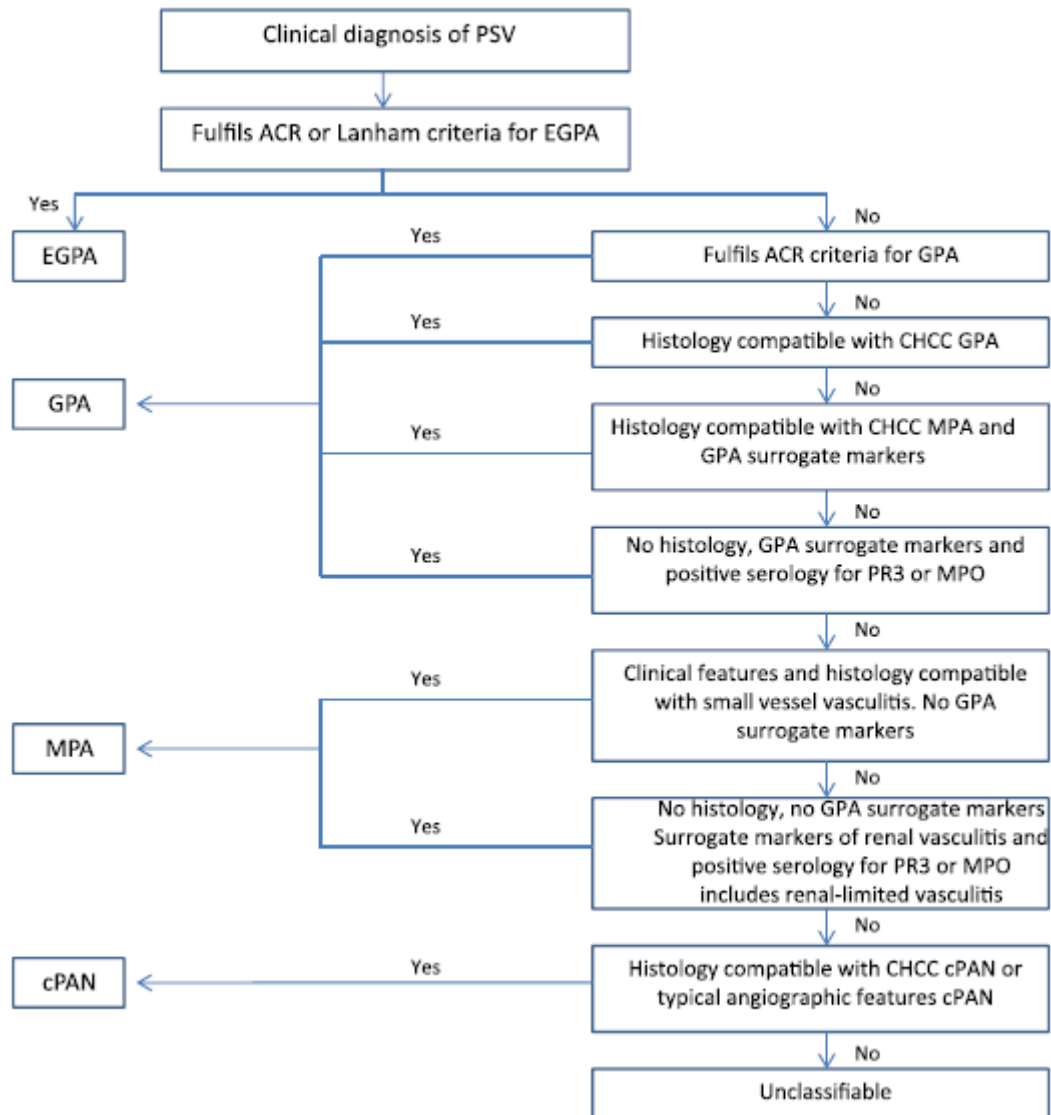 Clinical diagnosis of PSV
Fulfils ACR or Lanham criteria for EGPA
Yes
No
EGPA
Yes
Fulfils ACR criteria for GPA
No
Yes
Histology compatible with CHCC GPA
No
GPA
Yes
Histology compatible with CHCC MPA and
GPA surrogate markers
No
Yes
No histology, GPA surrogate markers and
positive serology for PR3 or MPO
No
Yes
Clinical features and histology compatible
with small vessel vasculitis. No GPA
surrogate markers
MPA
No
Yes
No histology, no GPA surrogate markers
Surrogate markers of renal vasculitis and
positive serology for PR3 or MPO
includes renal-limited vasculitis
No
cPAN
Yes
Histology compatible with CHCC cPAN or
typical angiographic features cPAN
No
Unclassifiable